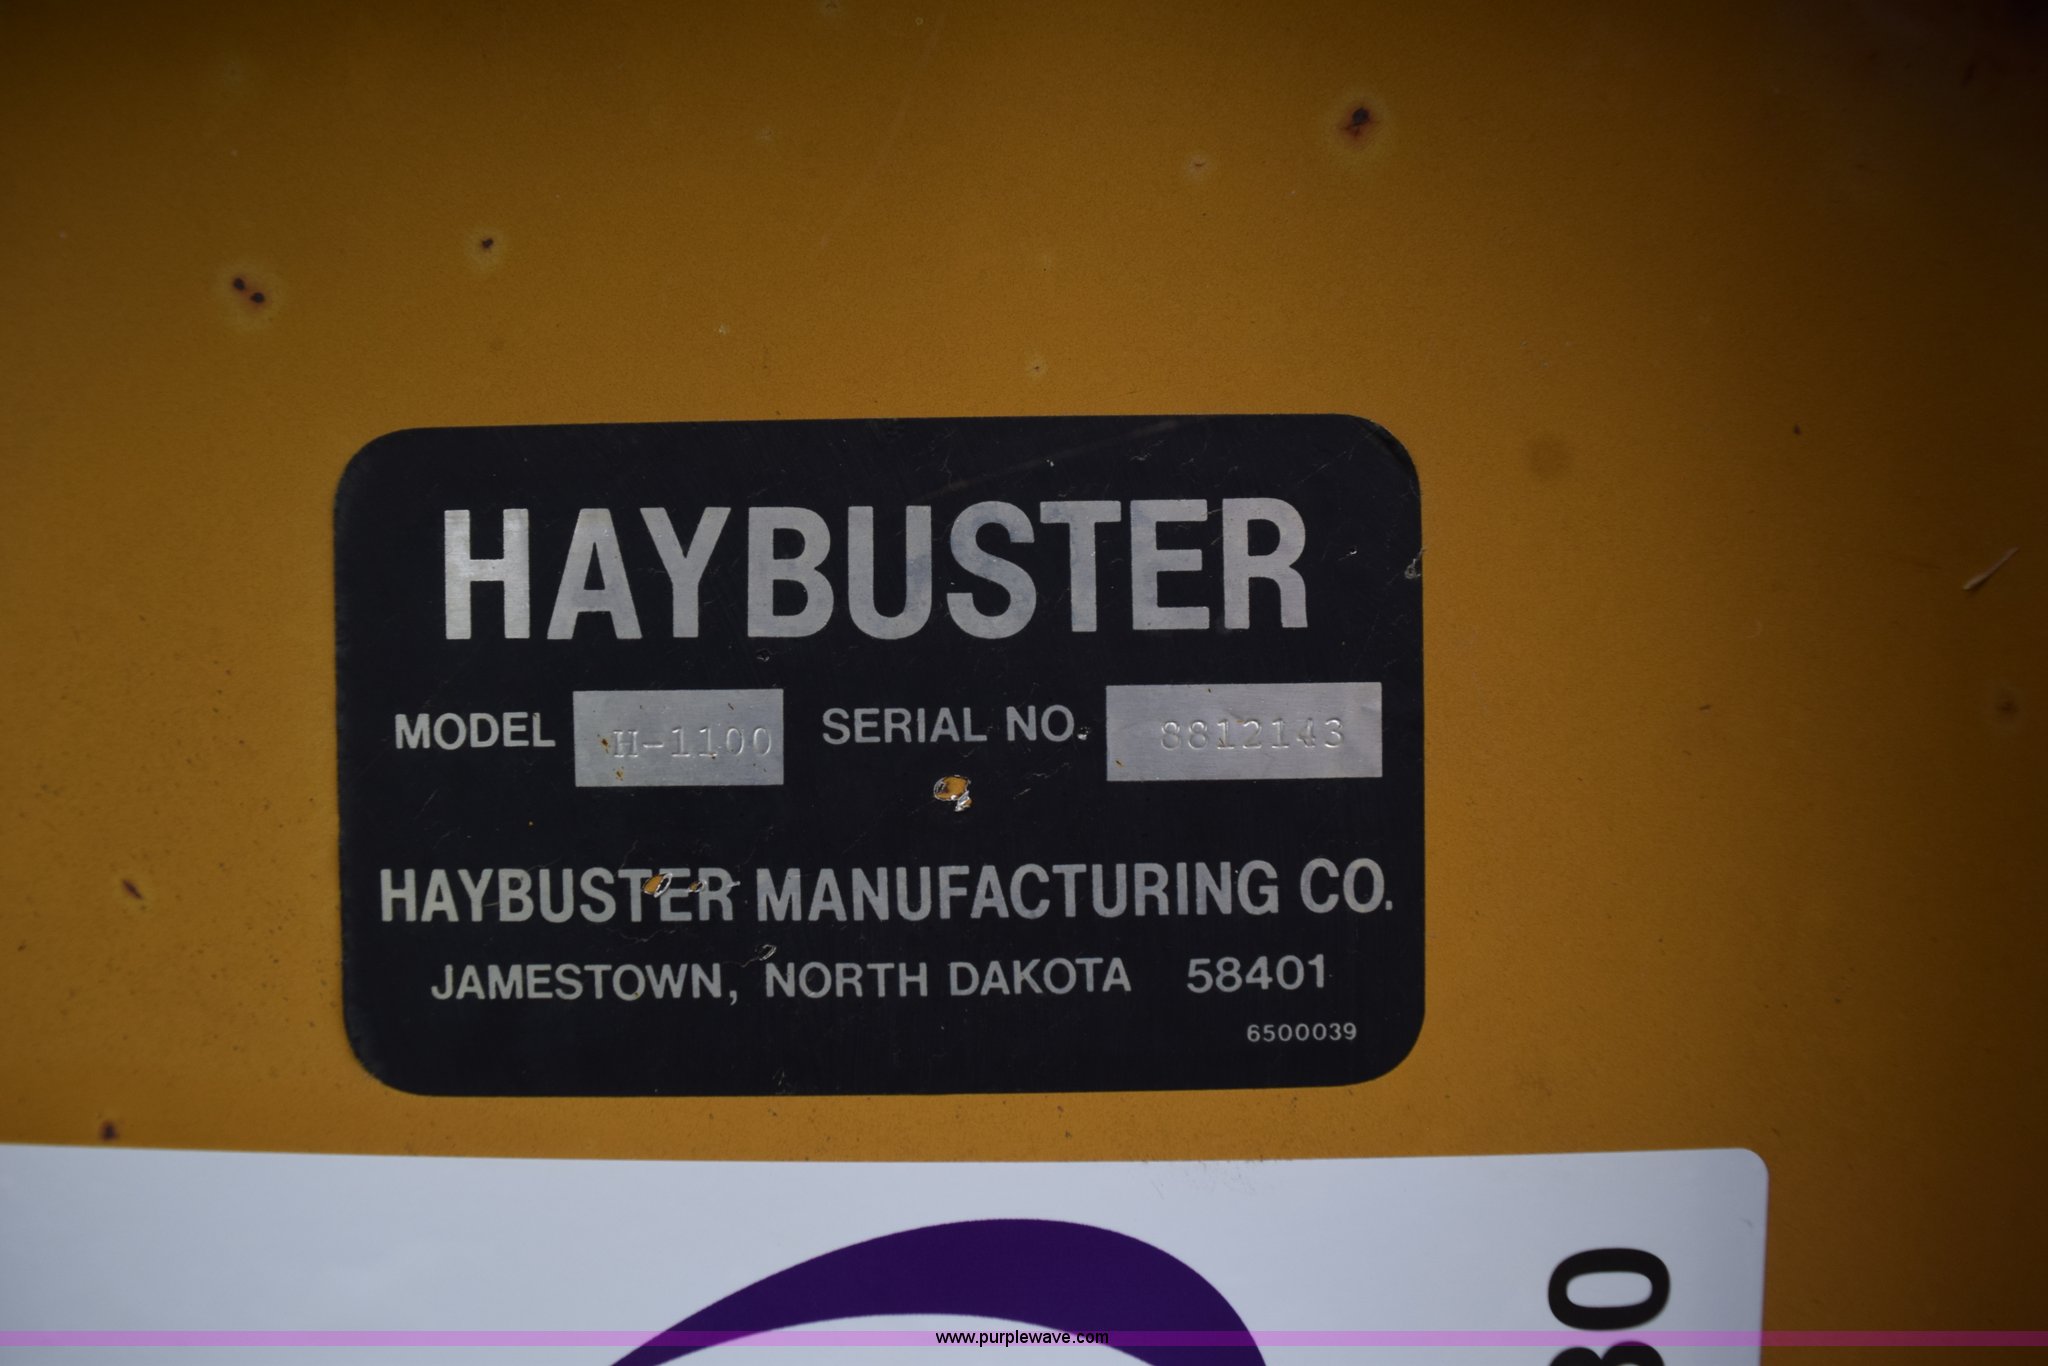 HAYBUSTER
MODEL H-1100 SERIAL NO. 8812143
HAYBUSTER MANUFACTURING CO.
JAMESTOWN, NORTH DAKOTA 58401
6500039
www.purplewave.com